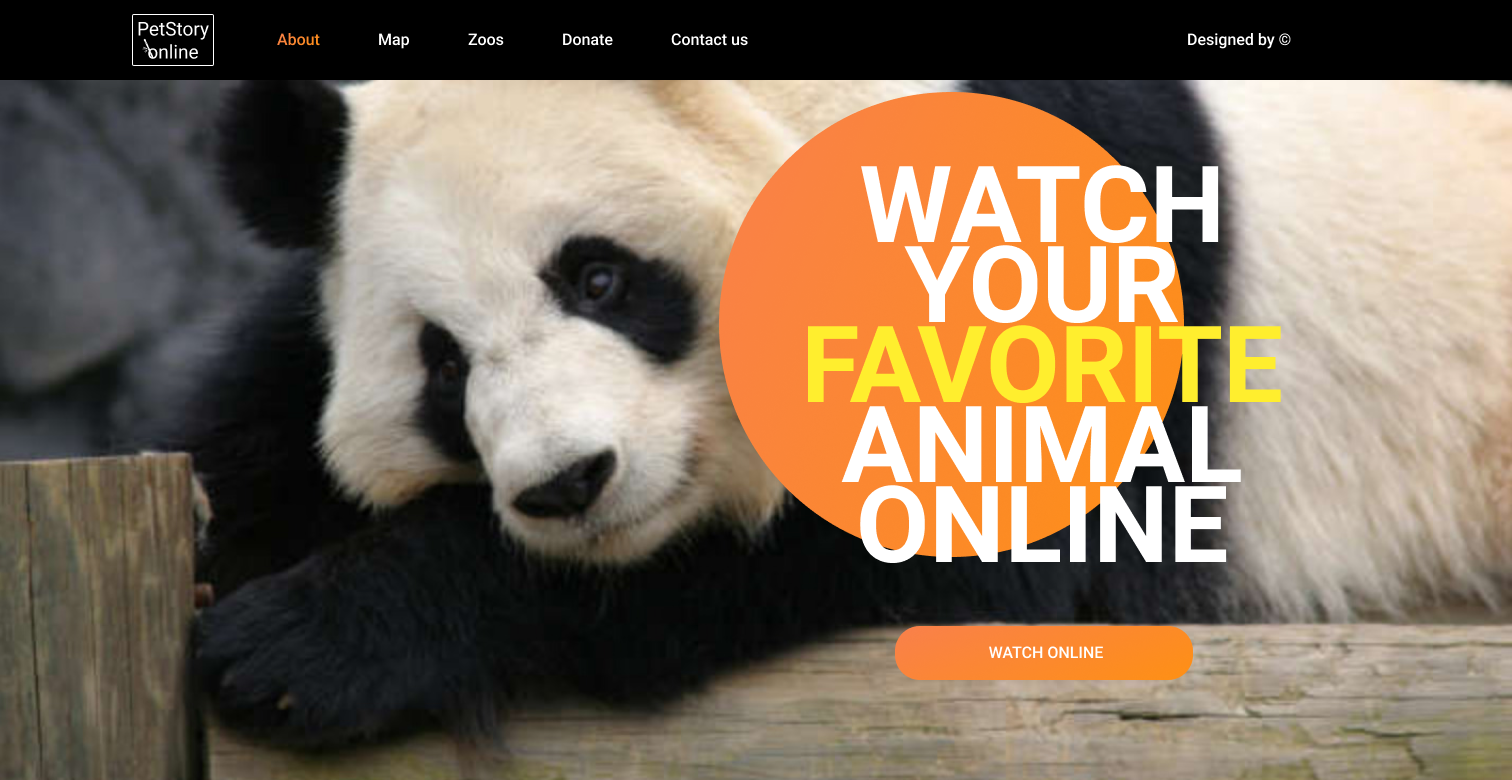 PetStory
online
About
Map
Zoos
Donate
Contact us
Designed by ©
WATCH
YOUR
FAVORITE
ANIMAL
ONLINE
WATCH ONLINE